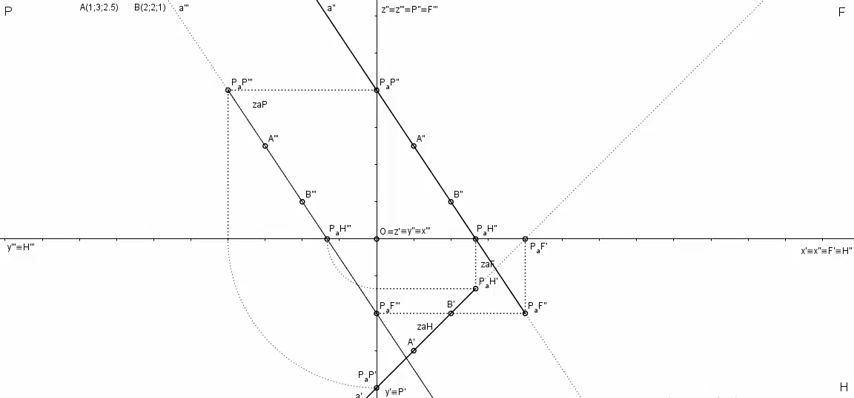 P
A(1;3;2.5) B(2;2;1) a''' a'' z''≡z'''≡P''≡F''' F
PaP''' PaP''
zaP
A''' A''
B''' B''
PaH''' O≡z'≡y''≡x''' PaH''
y'''≡H''' PaF' x'≡x''≡F'≡H''
zaF
PaH'
PaF''' B' PaF''
zaH
A'
PaP'
a' y'≡P' H